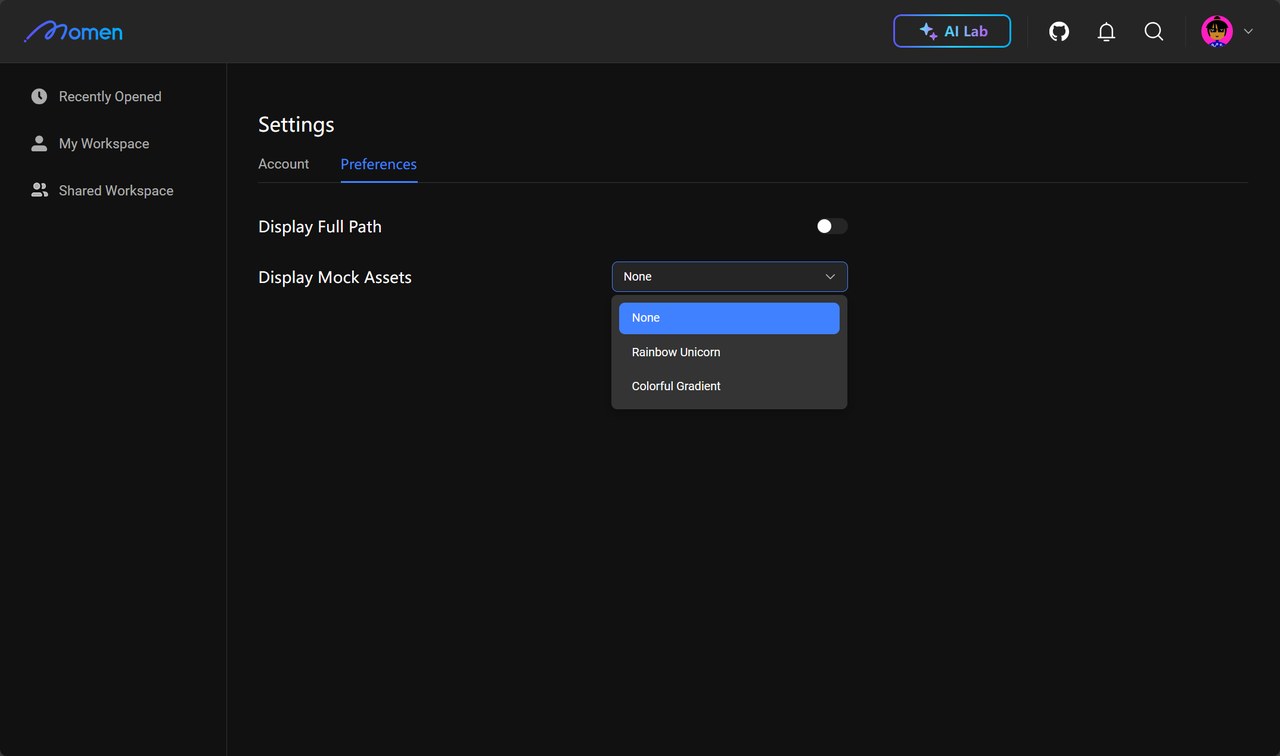 Momen
AI Lab
Recently Opened
My Workspace
Shared Workspace
Settings
Account
Preferences
Display Full Path
Display Mock Assets
None
None
Rainbow Unicorn
Colorful Gradient